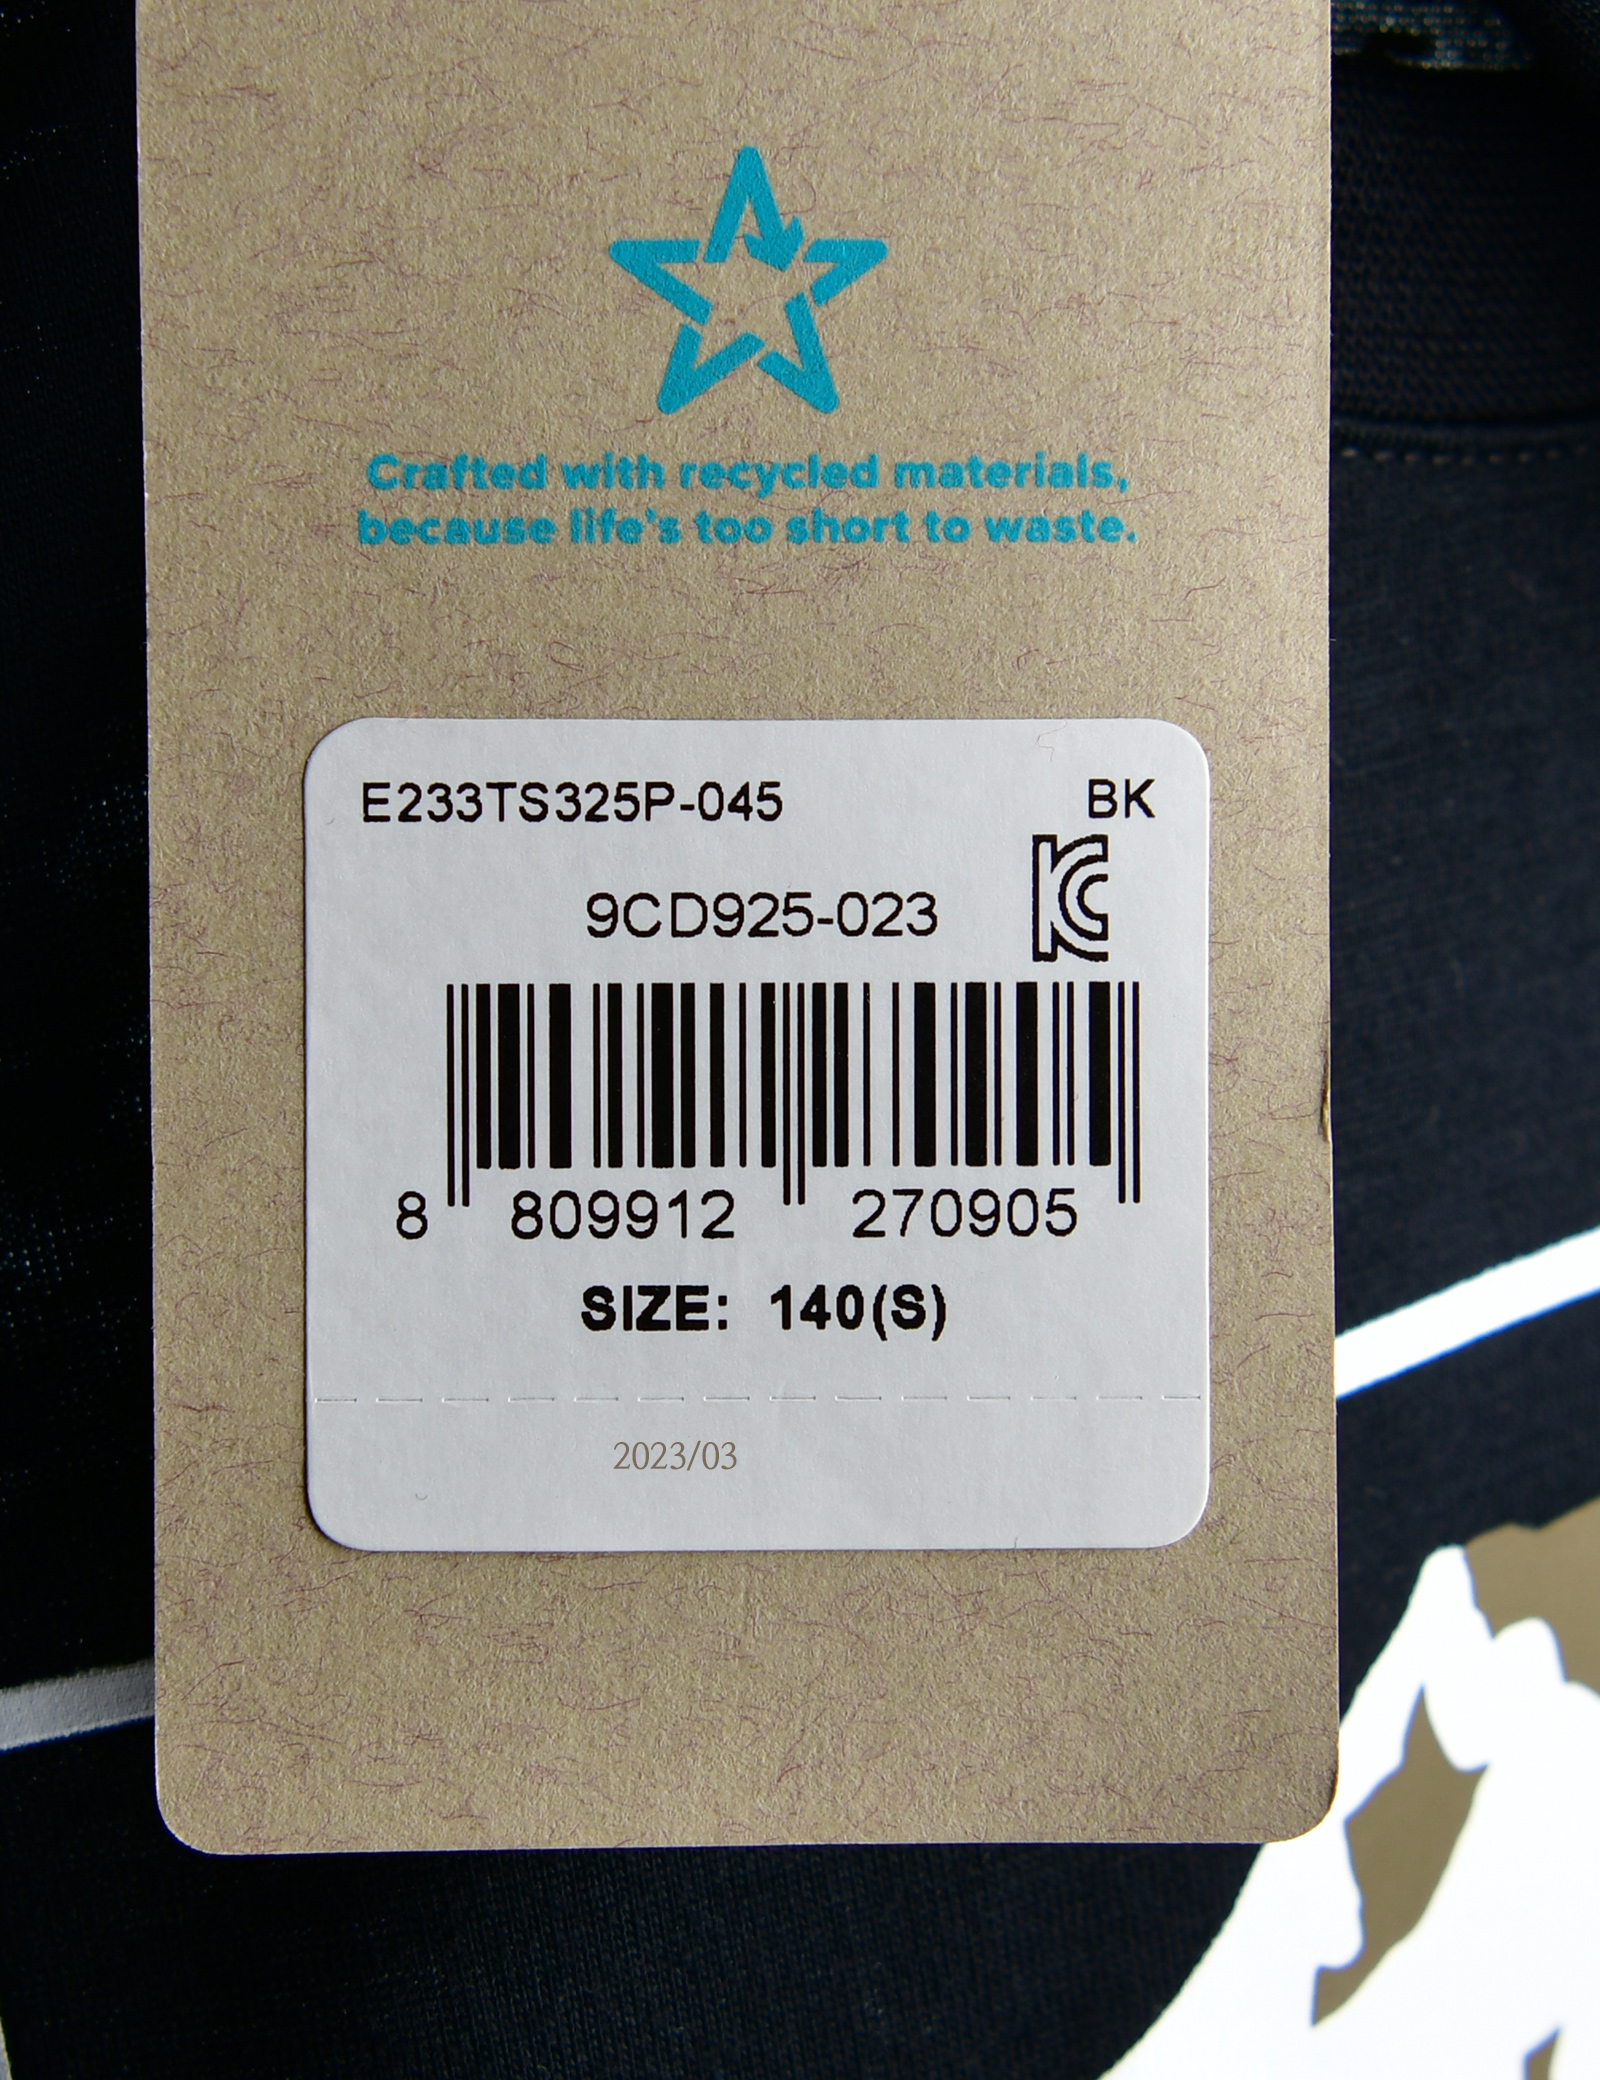 Crafted with recycled materials,
because life's too short to waste.
E233TS325P-045 BK
9CD925-023
8 809912 270905
SIZE: 140(S)
2023/03